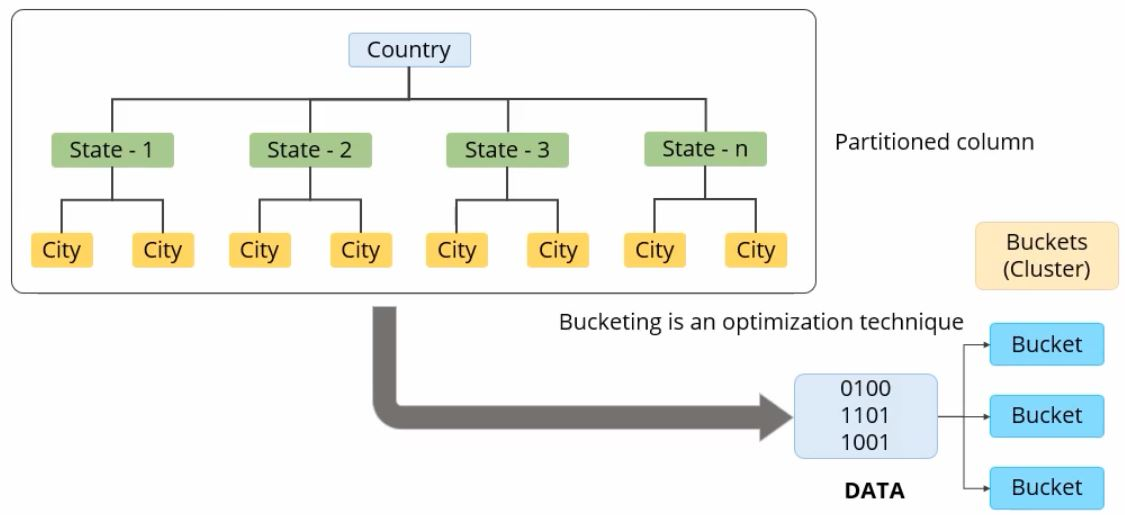 Country
State - 1
State - 2
State - 3
State - n
Partitioned column
City
City
City
City
City
City
City
City
Buckets
(Cluster)
Bucketing is an optimization technique
Bucket
0100
1101
1001
Bucket
Bucket
DATA